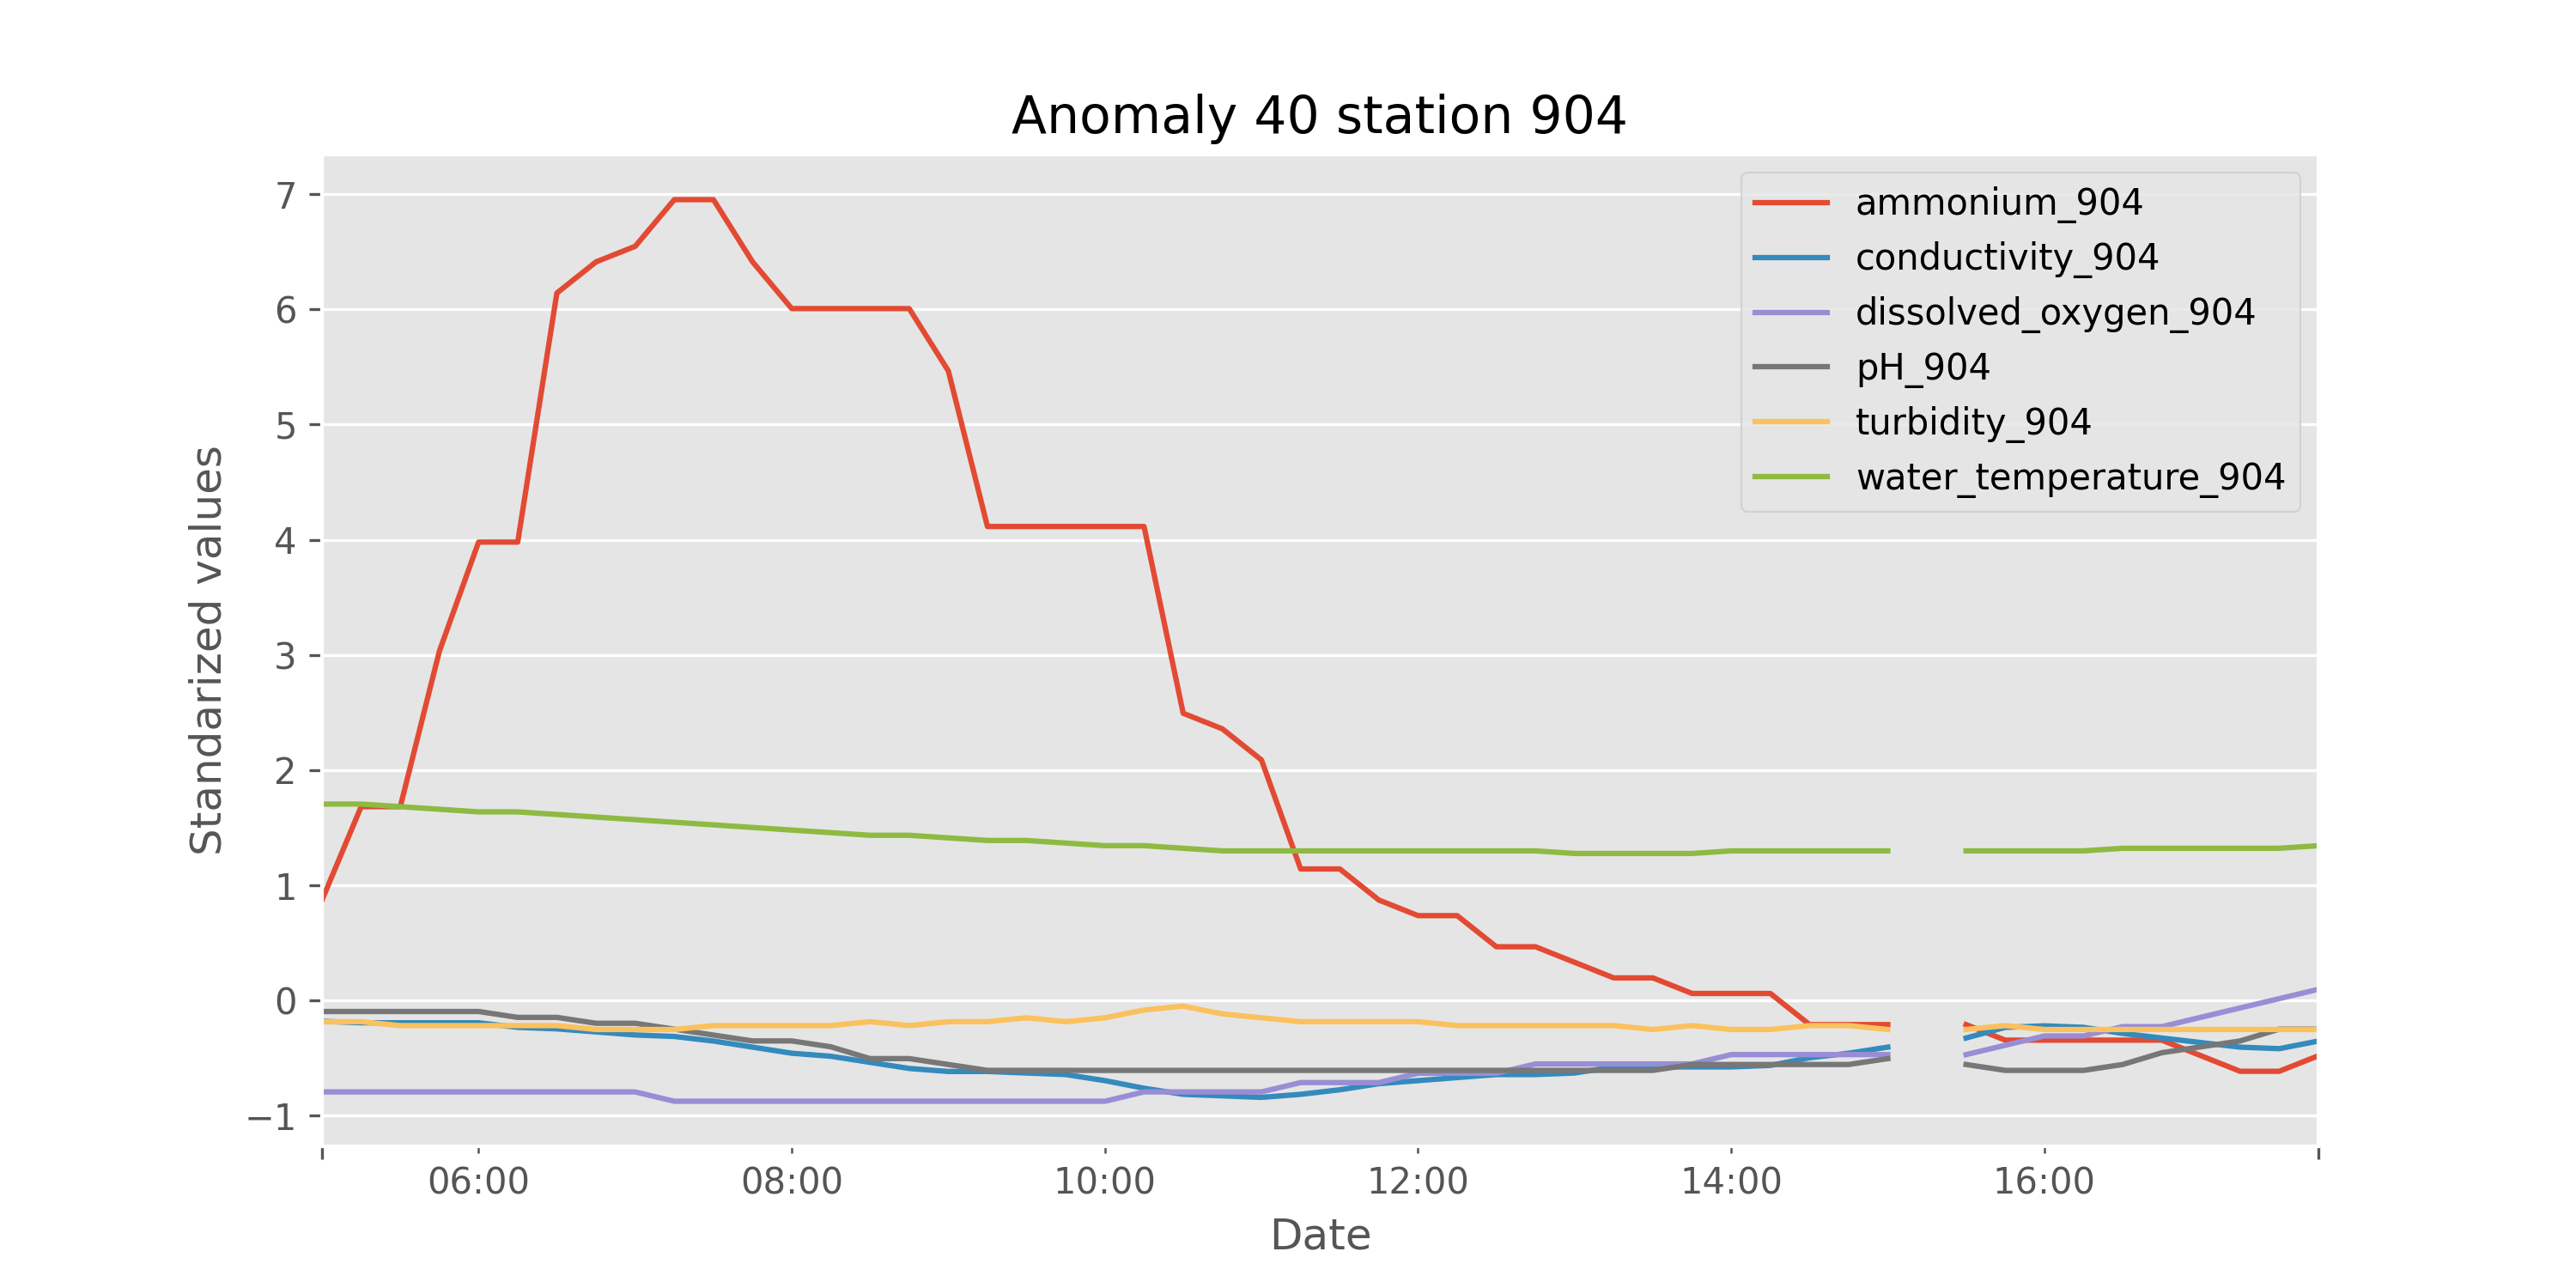 Anomaly 40 station 904
7
6
5
4
3
2
1
0
−1
Standarized values
ammonium_904
conductivity_904
dissolved_oxygen_904
pH_904
turbidity_904
water_temperature_904
06:00 08:00 10:00 12:00 14:00 16:00
Date